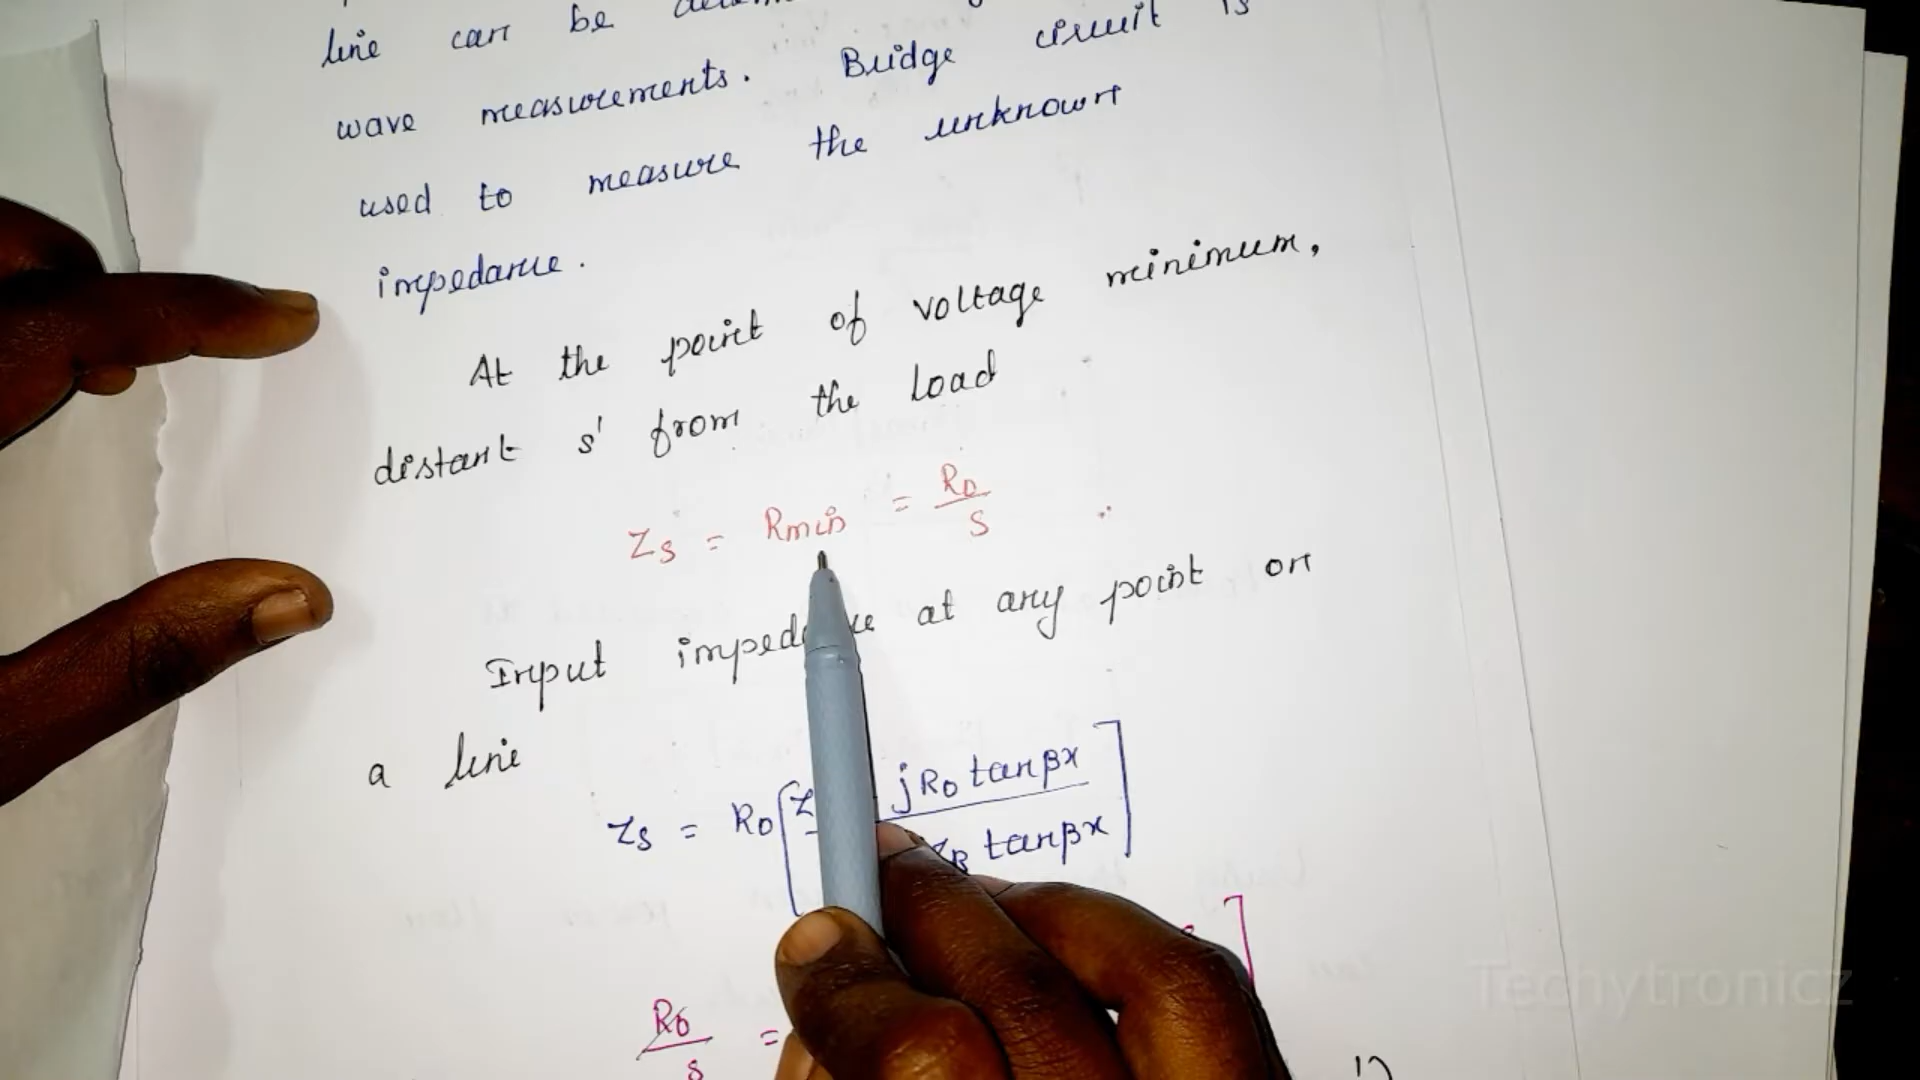 line can be
wave measurements. Bridge circuit is
used to measure the unknown
impedance.
At the point of voltage minimum,
distant s' from the load
Zs = Rmin = R0/S
Input impedance at any point on
a line
Zs = R0 [ jR0 tanβx / ZR tanβx ]
R0/s =
Techytronicz